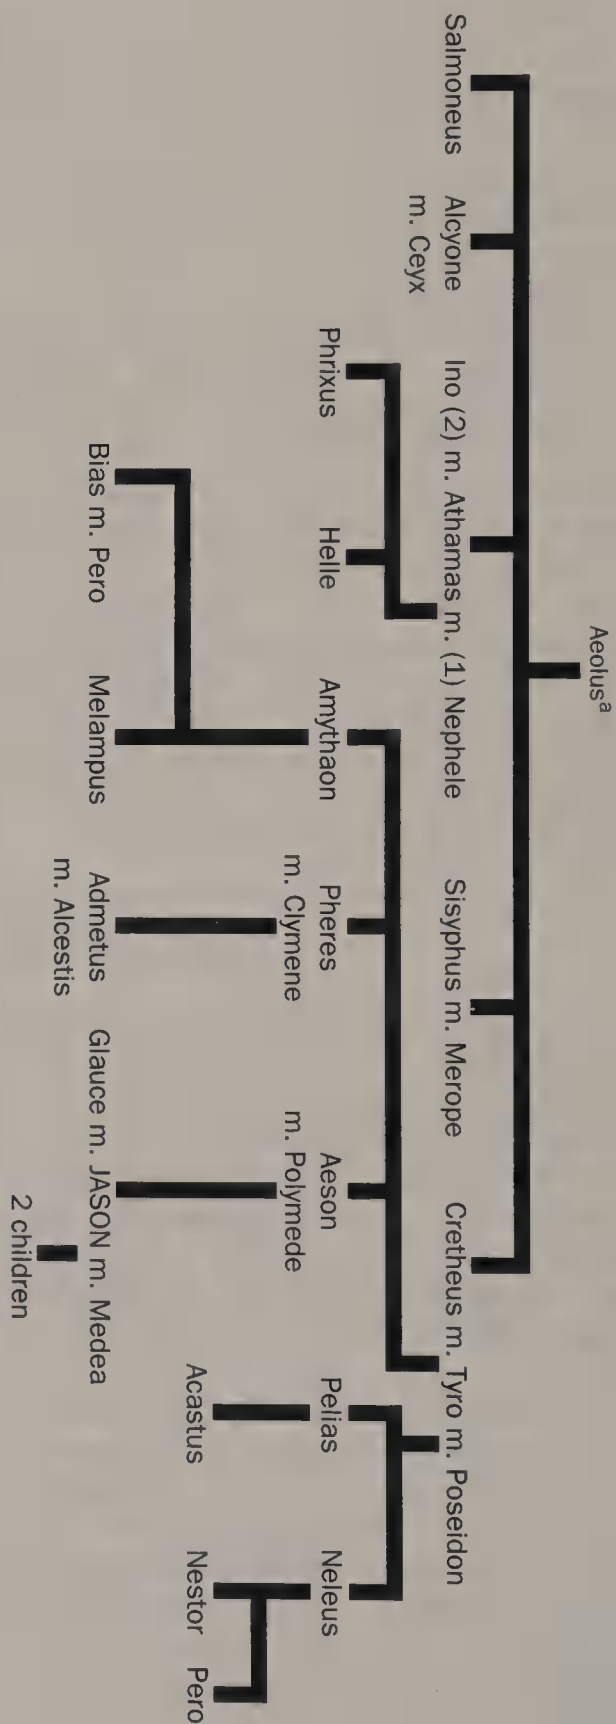 Aeolusᵃ
Salmoneus
Alcyone
m. Ceyx
Ino (2) m. Athamas m. (1) Nephele
Sisyphus m. Merope
Cretheus m. Tyro m. Poseidon
Phrixus
Helle
Amythaon
Pheres
m. Clymene
Aeson
m. Polymede
Pelias
Neleus
Acastus
Nestor
Pero
Bias m. Pero
Melampus
Admetus
m. Alcestis
Glauce m. JASON m. Medea
2 children